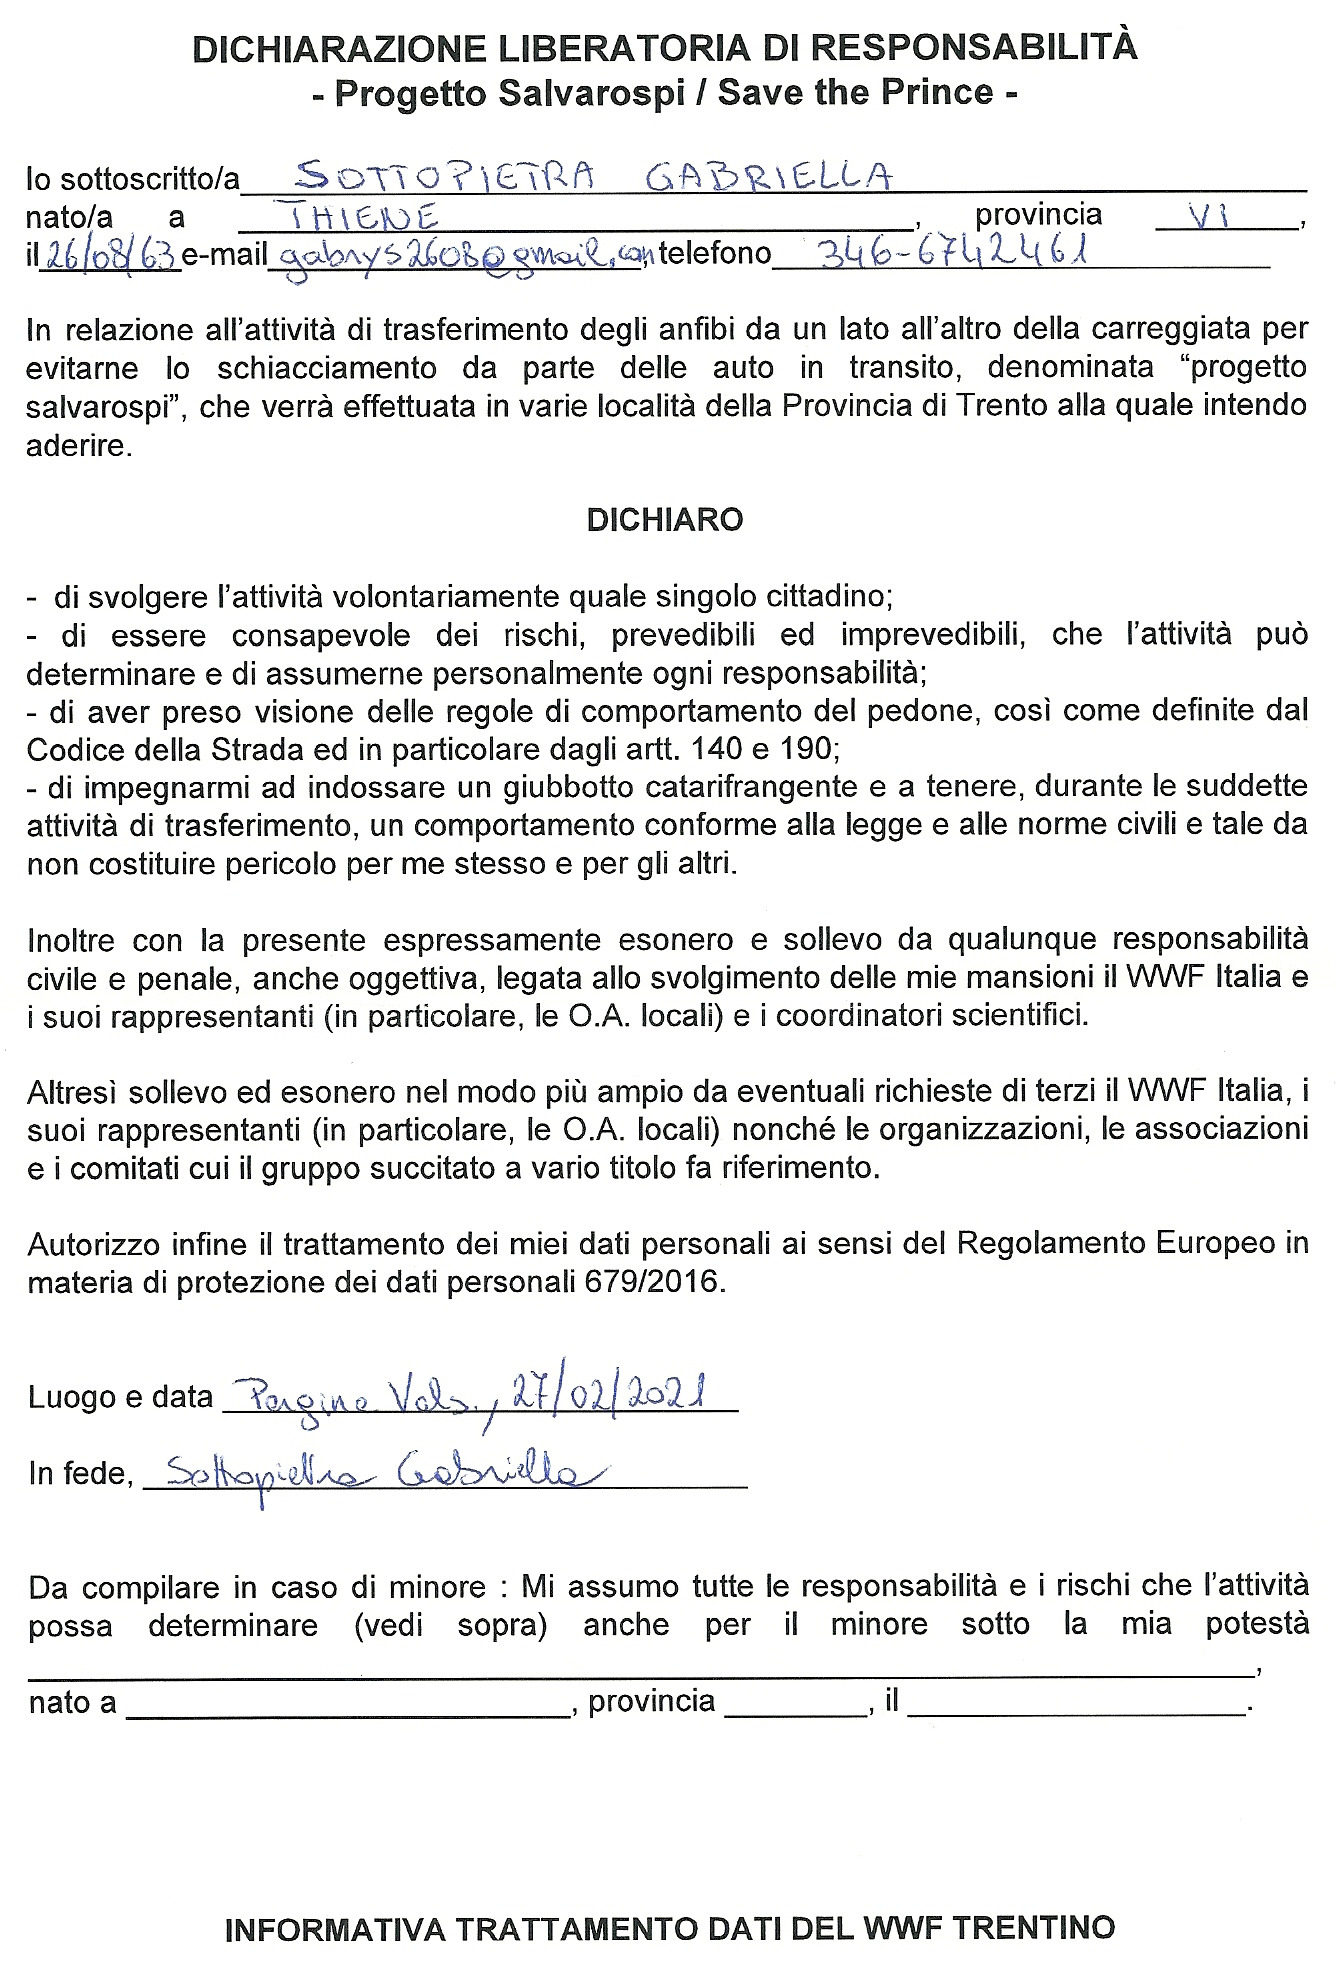 DICHIARAZIONE LIBERATORIA DI RESPONSABILITÀ
- Progetto Salvarospi / Save the Prince -
Io sottoscritto/a SOTTOPIETRA GABRIELLA
nato/a a THIENE, provincia VI,
il 26/08/63 e-mail gabrys2608@gmail.com, telefono 346-6742461
In relazione all'attività di trasferimento degli anfibi da un lato all'altro della carreggiata per
evitarne lo schiacciamento da parte delle auto in transito, denominata “progetto
salvarospi”, che verrà effettuata in varie località della Provincia di Trento alla quale intendo
aderire.
DICHIARO
- di svolgere l'attività volontariamente quale singolo cittadino;
- di essere consapevole dei rischi, prevedibili ed imprevedibili, che l'attività può
determinare e di assumerne personalmente ogni responsabilità;
- di aver preso visione delle regole di comportamento del pedone, così come definite dal
Codice della Strada ed in particolare dagli artt. 140 e 190;
- di impegnarmi ad indossare un giubbotto catarifrangente e a tenere, durante le suddette
attività di trasferimento, un comportamento conforme alla legge e alle norme civili e tale da
non costituire pericolo per me stesso e per gli altri.
Inoltre con la presente espressamente esonero e sollevo da qualunque responsabilità
civile e penale, anche oggettiva, legata allo svolgimento delle mie mansioni il WWF Italia e
i suoi rappresentanti (in particolare, le O.A. locali) e i coordinatori scientifici.
Altresì sollevo ed esonero nel modo più ampio da eventuali richieste di terzi il WWF Italia, i
suoi rappresentanti (in particolare, le O.A. locali) nonché le organizzazioni, le associazioni
e i comitati cui il gruppo succitato a vario titolo fa riferimento.
Autorizzo infine il trattamento dei miei dati personali ai sensi del Regolamento Europeo in
materia di protezione dei dati personali 679/2016.
Luogo e data Pergine Vals., 27/02/2021
In fede, Sottopietra Gabriella
Da compilare in caso di minore : Mi assumo tutte le responsabilità e i rischi che l'attività
possa determinare (vedi sopra) anche per il minore sotto la mia potestà
,
nato a , provincia , il .
INFORMATIVA TRATTAMENTO DATI DEL WWF TRENTINO